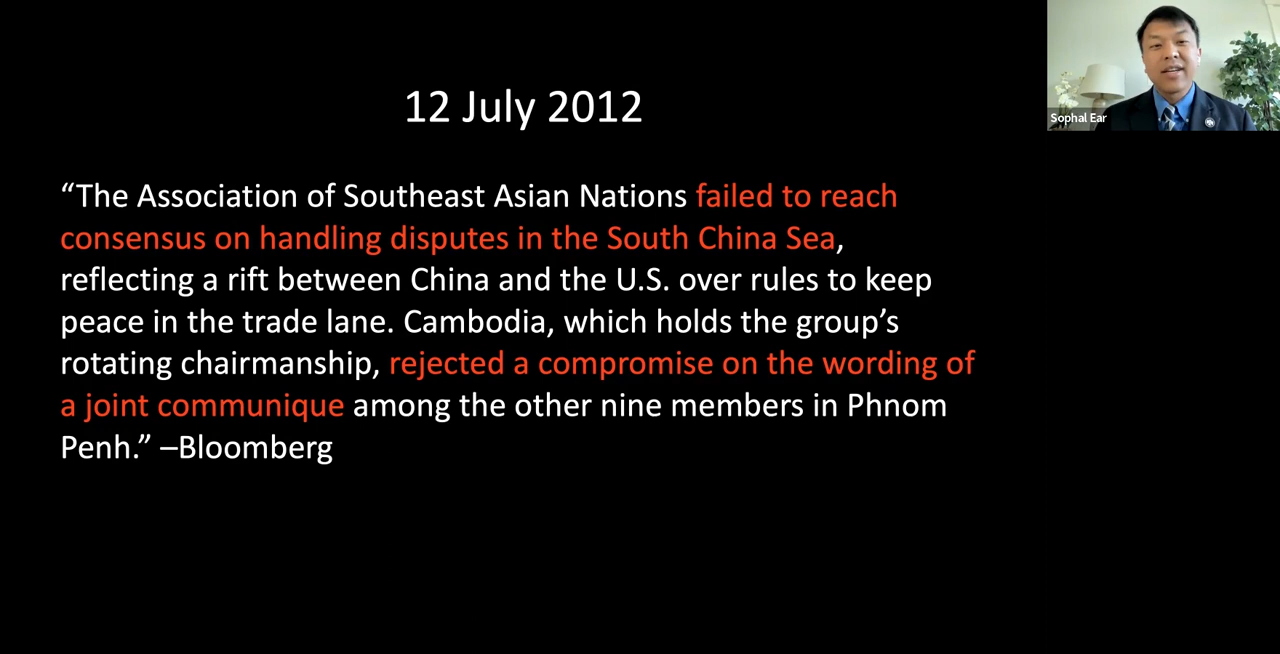 12 July 2012
“The Association of Southeast Asian Nations failed to reach
consensus on handling disputes in the South China Sea,
reflecting a rift between China and the U.S. over rules to keep
peace in the trade lane. Cambodia, which holds the group’s
rotating chairmanship, rejected a compromise on the wording of
a joint communique among the other nine members in Phnom
Penh.” –Bloomberg
Sophal Ear